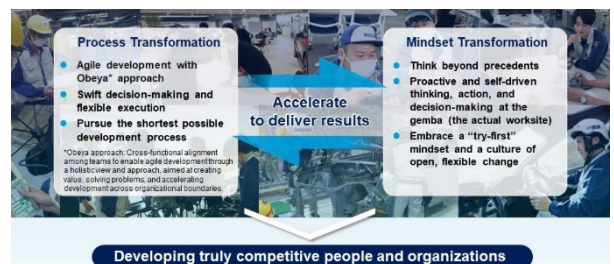 Process Transformation
Agile development with
Obeya* approach
Swift decision-making and
flexible execution
Pursue the shortest possible
development process
*Obeya approach: Cross-functional alignment
among teams to enable agile development through
a holistic view and approach, aimed at creating
value, solving problems, and accelerating
development across organizational boundaries.
Accelerate
to deliver results
Mindset Transformation
Think beyond precedents
Proactive and self-driven
thinking, action, and
decision-making at the
gemba (the actual worksite)
Embrace a “try-first”
mindset and a culture of
open, flexible change
Developing truly competitive people and organizations